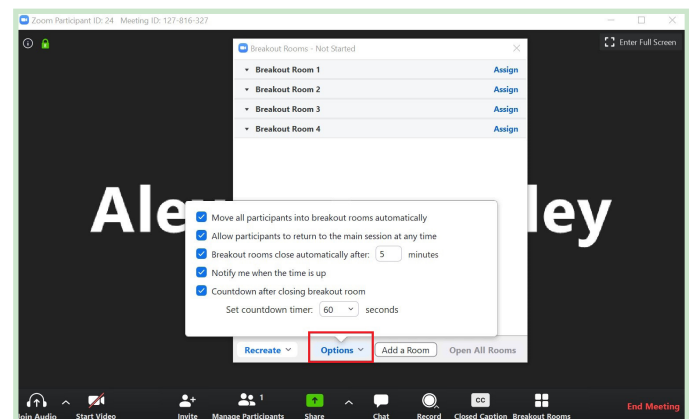 Zoom Participant ID: 24 Meeting ID: 127-816-327
Enter Full Screen
Breakout Rooms - Not Started
Breakout Room 1 Assign
Breakout Room 2 Assign
Breakout Room 3 Assign
Breakout Room 4 Assign
Ale ley
Move all participants into breakout rooms automatically
Allow participants to return to the main session at any time
Breakout rooms close automatically after: 5 minutes
Notify me when the time is up
Countdown after closing breakout room
Set countdown timer: 60 seconds
Recreate Options Add a Room Open All Rooms
1
CC
Join Audio Start Video Invite Manage Participants Share Chat Record Closed Caption Breakout Rooms End Meeting